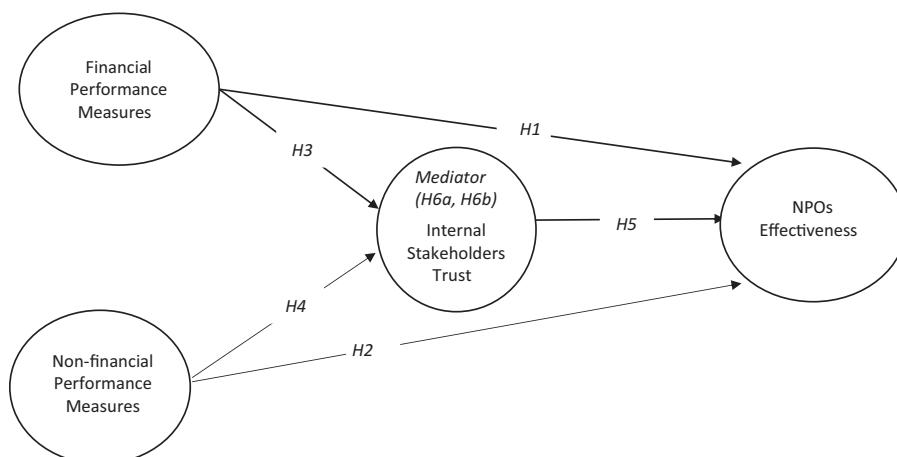 Financial
Performance
Measures
H1
H3
Mediator
(H6a, H6b)
Internal
Stakeholders
Trust
H5
NPOs
Effectiveness
H4
H2
Non-financial
Performance
Measures